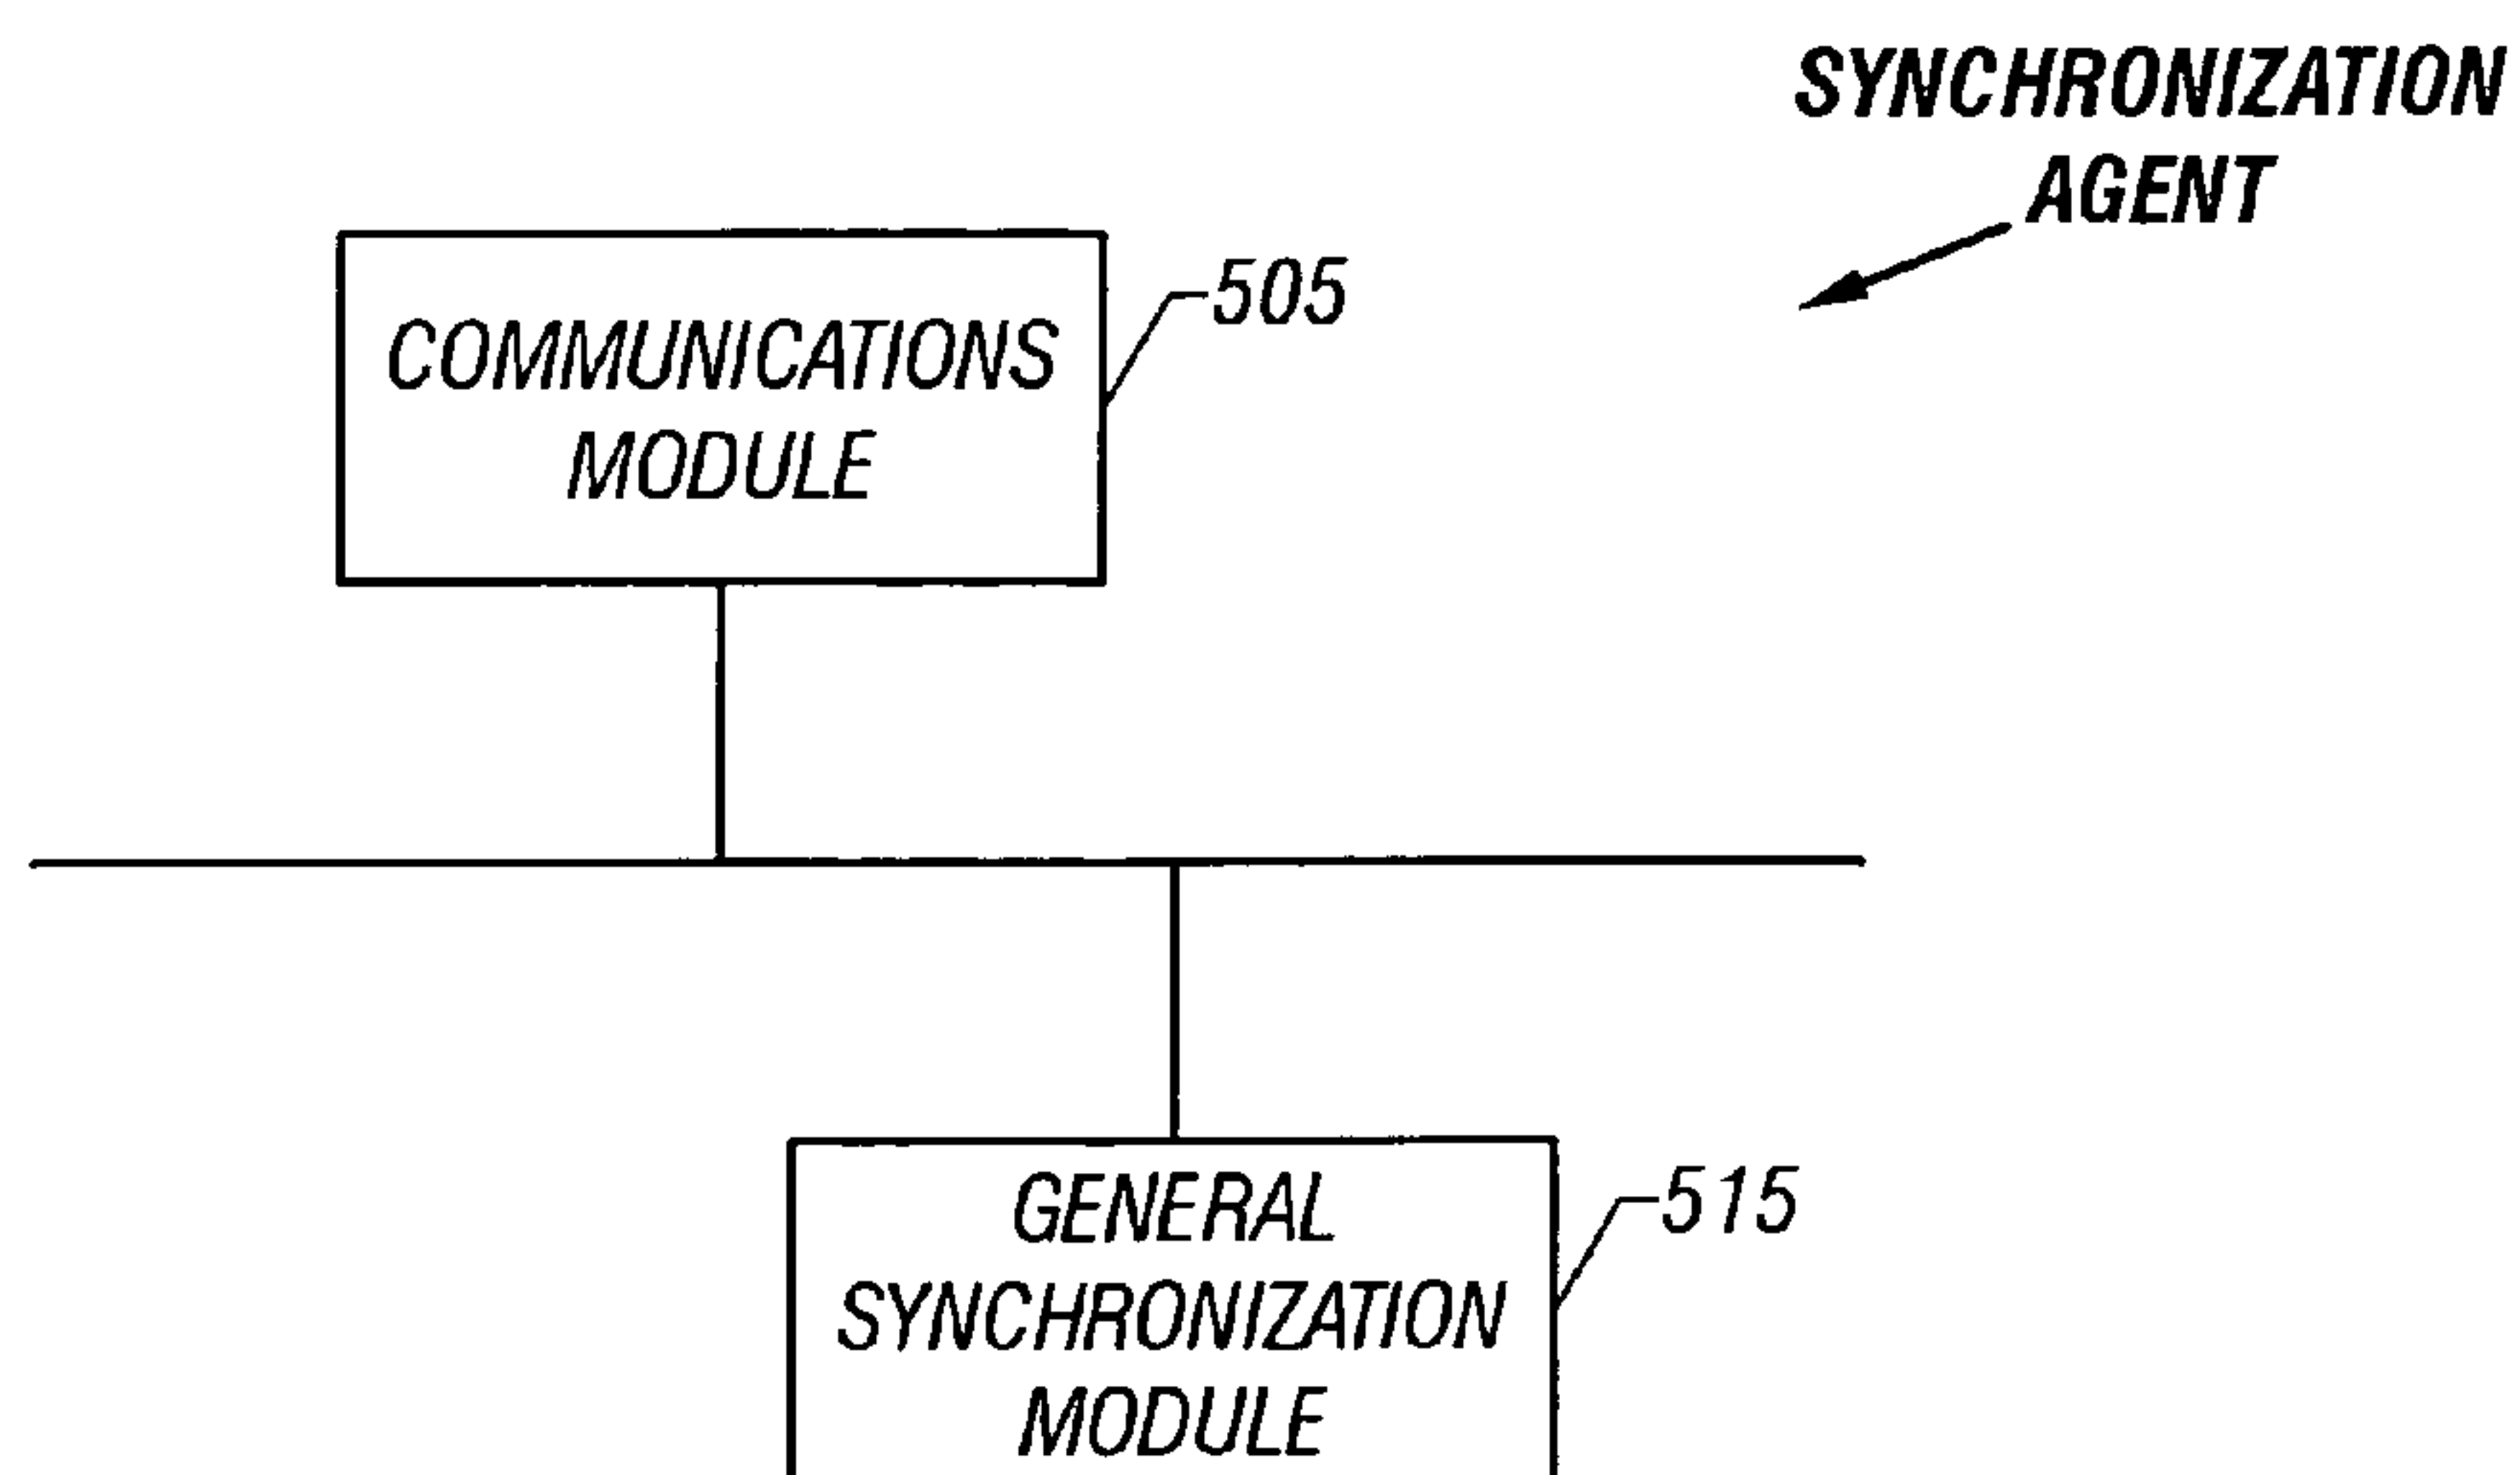 SYNCHRONIZATION
AGENT
505
COMMUNICATIONS
MODULE
515
GENERAL
SYNCHRONIZATION
MODULE